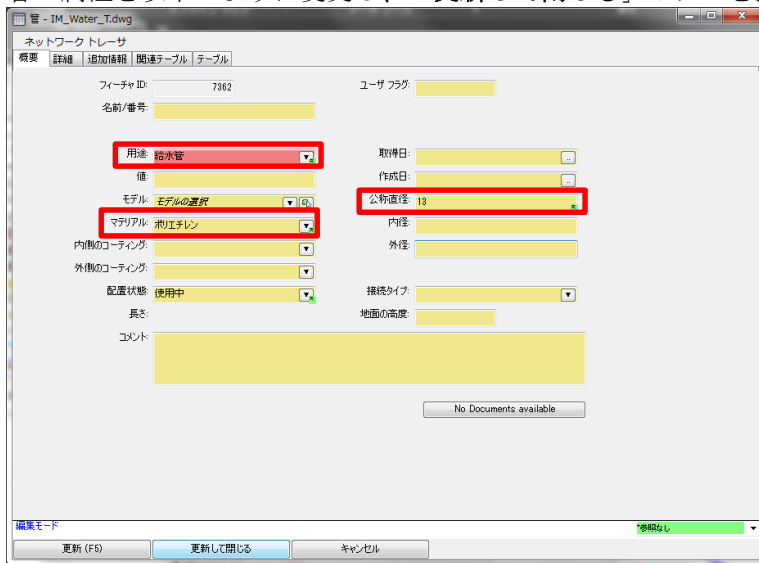 管 - IM_Water_T.dwg
ネットワーク トレーサ
概要 詳細 追加情報 関連テーブル テーブル
フィーチャ ID: 7362 ユーザ フラグ:
名前/番号:
用途: 給水管 取得日:
値: 作成日:
モデル: モデルの選択 公称直径: 13
マテリアル: ポリエチレン 内径:
内側のコーティング: 外径:
外側のコーティング:
配置状態: 使用中 接続タイプ:
長さ: 地面の高度:
コメント:
No Documents available
編集モード *参照なし
更新 (F5) 更新して閉じる キャンセル